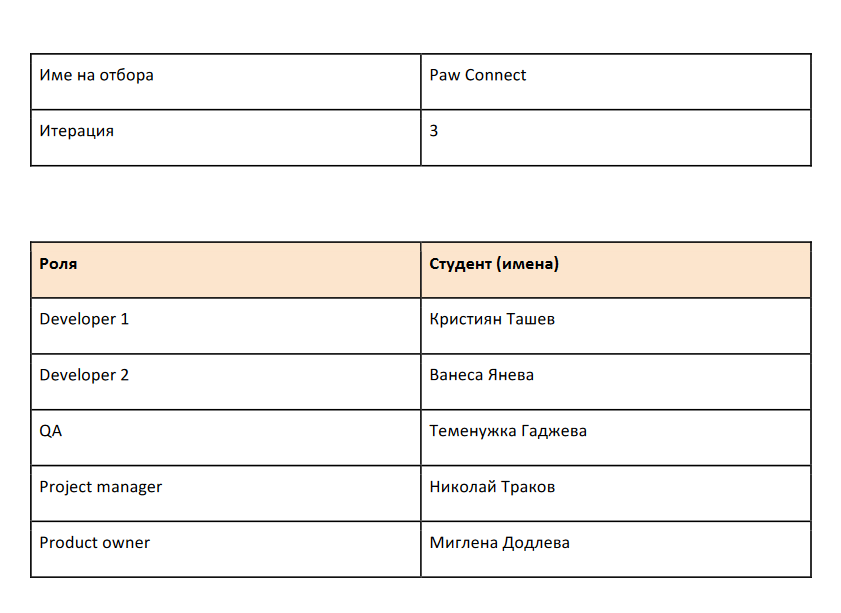 Име на отбора Paw Connect
Итерация 3
Роля Студент (имена)
Developer 1 Кристиян Ташев
Developer 2 Ванеса Янева
QA Теменужка Гаджева
Project manager Николай Траков
Product owner Миглена Додлева